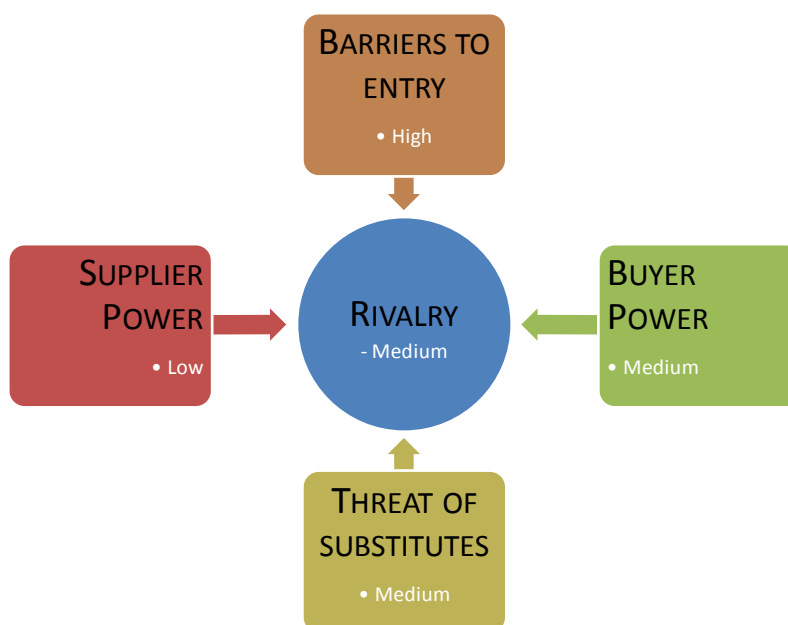 BARRIERS TO
ENTRY
• High
SUPPLIER
POWER
• Low
RIVALRY
- Medium
BUYER
POWER
• Medium
THREAT OF
SUBSTITUTES
• Medium